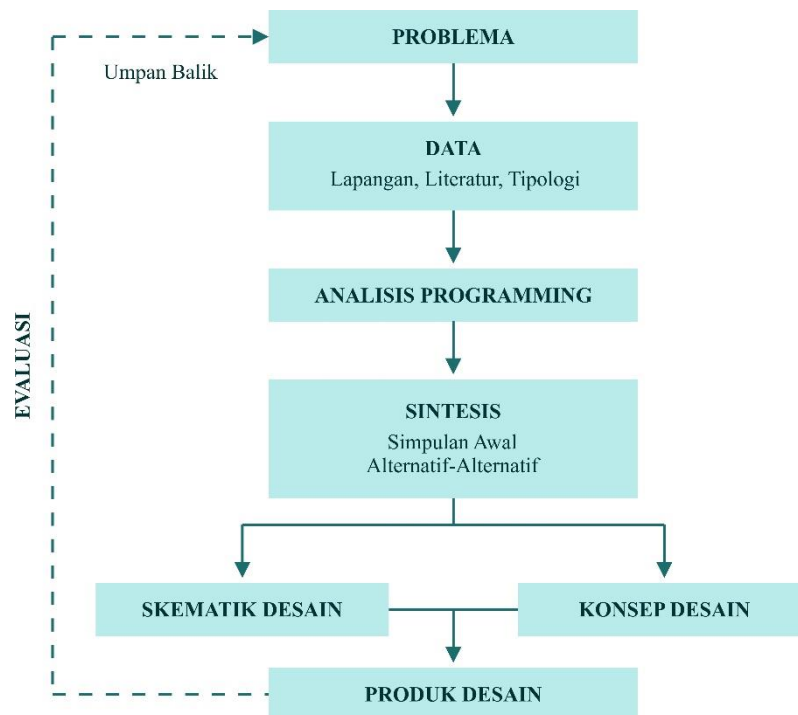 PROBLEMA
Umpan Balik
DATA
Lapangan, Literatur, Tipologi
ANALISIS PROGRAMMING
EVALUASI
SINTESIS
Simpulan Awal
Alternatif-Alternatif
SKEMATIK DESAIN
KONSEP DESAIN
PRODUK DESAIN